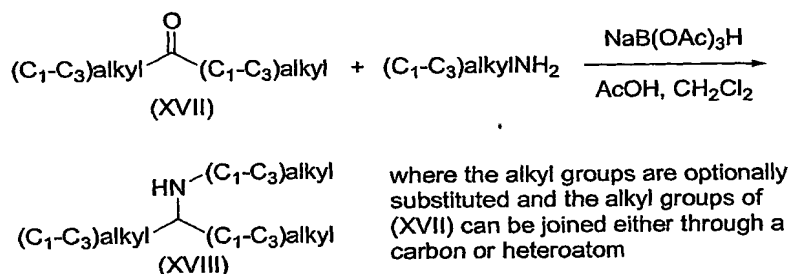 O
(C₁-C₃)alkyl (C₁-C₃)alkyl + (C₁-C₃)alkylNH₂ NaB(OAc)₃H
(XVII) AcOH, CH₂Cl₂
HN (C₁-C₃)alkyl
(C₁-C₃)alkyl (C₁-C₃)alkyl
(XVIII)
where the alkyl groups are optionally
substituted and the alkyl groups of
(XVII) can be joined either through a
carbon or heteroatom